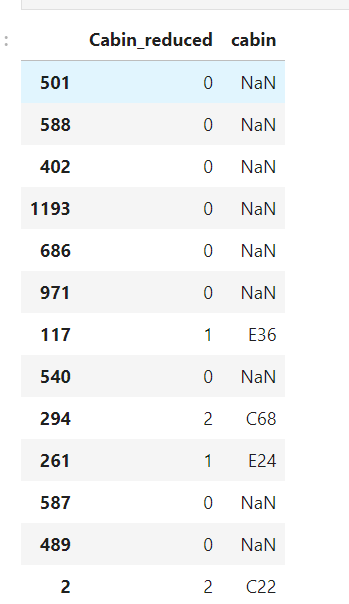 :
Cabin_reduced cabin
501 0 NaN
588 0 NaN
402 0 NaN
1193 0 NaN
686 0 NaN
971 0 NaN
117 1 E36
540 0 NaN
294 2 C68
261 1 E24
587 0 NaN
489 0 NaN
2 2 C22